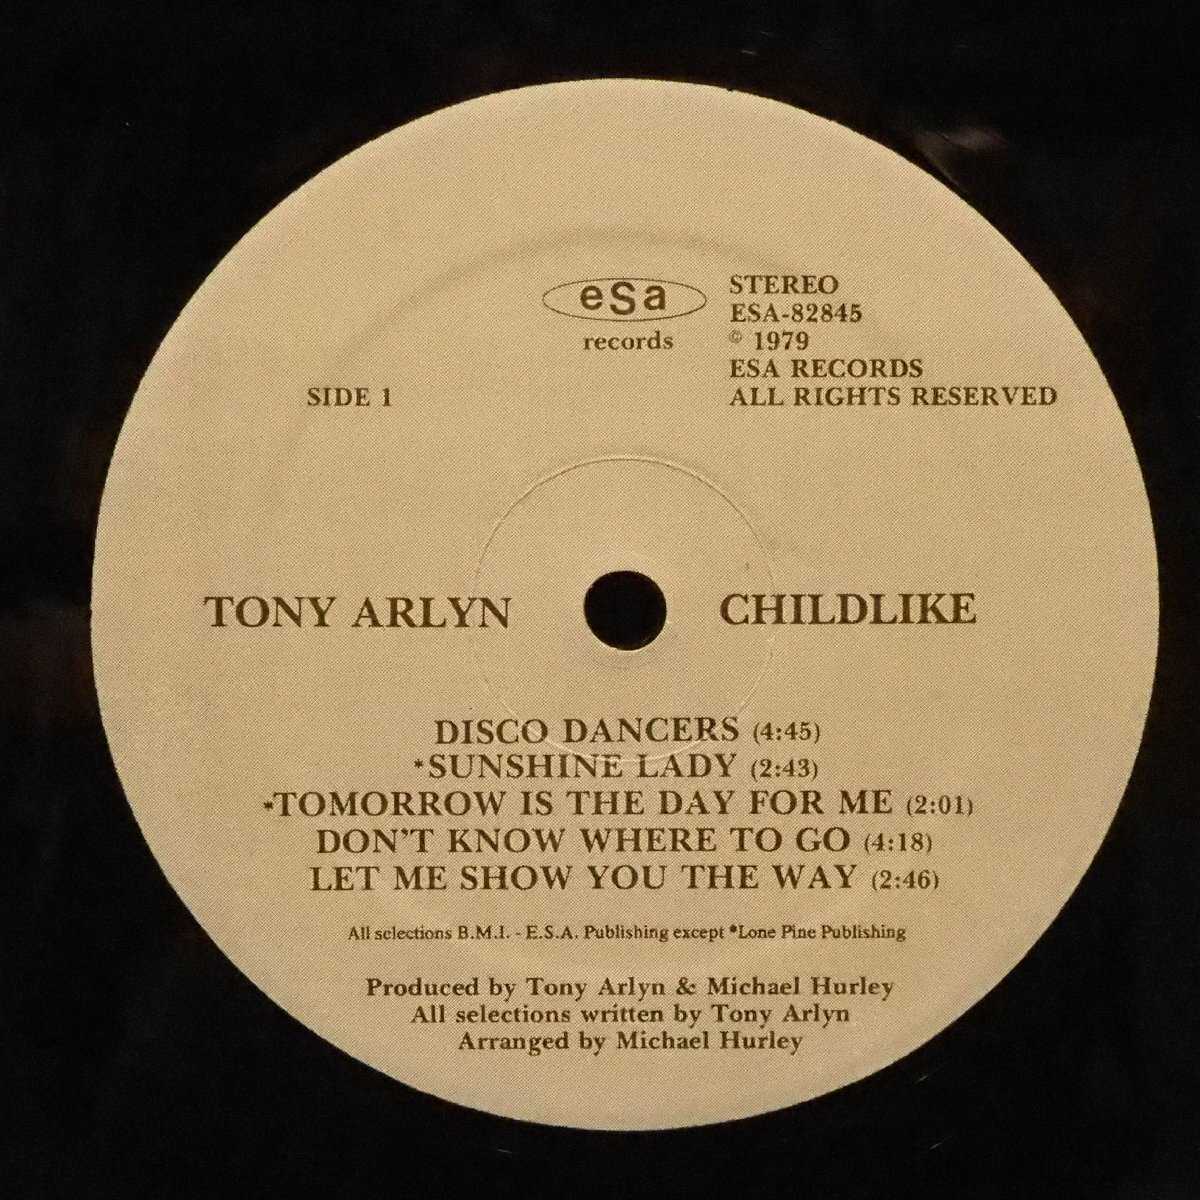 esa
records
STEREO
ESA-82845
© 1979
ESA RECORDS
ALL RIGHTS RESERVED
SIDE 1
TONY ARLYN
CHILDLIKE
DISCO DANCERS (4:45)
*SUNSHINE LADY (2:43)
*TOMORROW IS THE DAY FOR ME (2:01)
DON'T KNOW WHERE TO GO (4:18)
LET ME SHOW YOU THE WAY (2:46)
All selections B.M.I. - E.S.A. Publishing except *Lone Pine Publishing
Produced by Tony Arlyn & Michael Hurley
All selections written by Tony Arlyn
Arranged by Michael Hurley